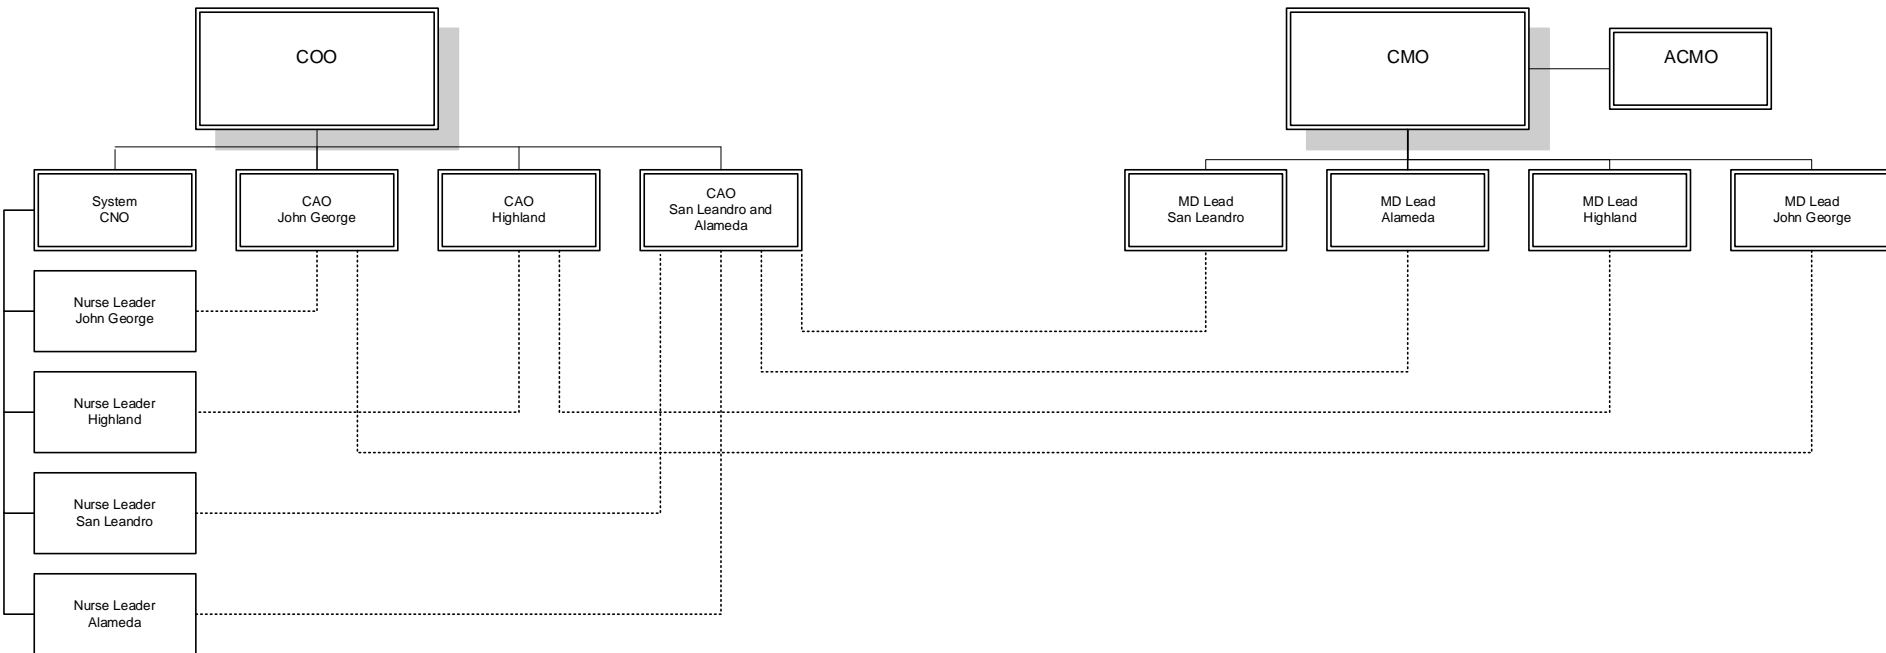 COO
CMO
ACMO
System
CNO
CAO
John George
CAO
Highland
CAO
San Leandro and
Alameda
MD Lead
San Leandro
MD Lead
Alameda
MD Lead
Highland
MD Lead
John George
Nurse Leader
John George
Nurse Leader
Highland
Nurse Leader
San Leandro
Nurse Leader
Alameda